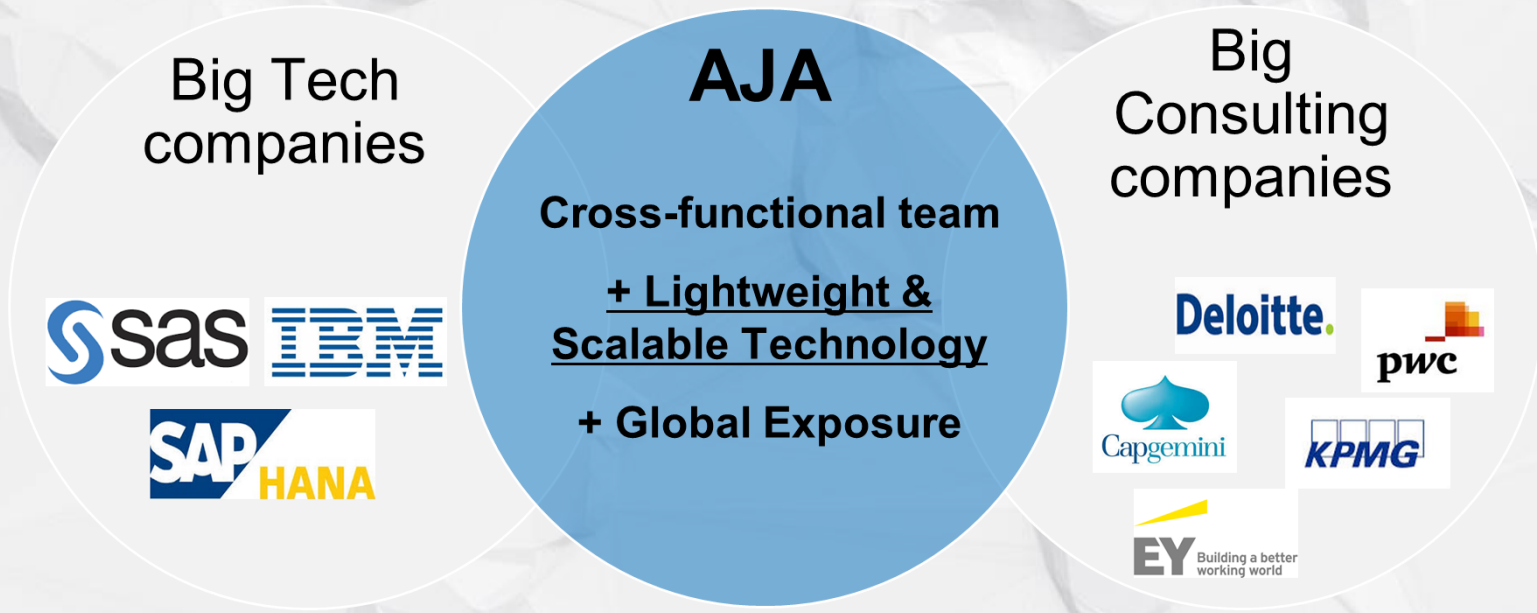 Big Tech
companies
sas
IBM
SAP
HANA
AJA
Cross-functional team
+ Lightweight &
Scalable Technology
+ Global Exposure
Big
Consulting
companies
Deloitte.
pwc
Capgemini
KPMG
EY Building a better
working world